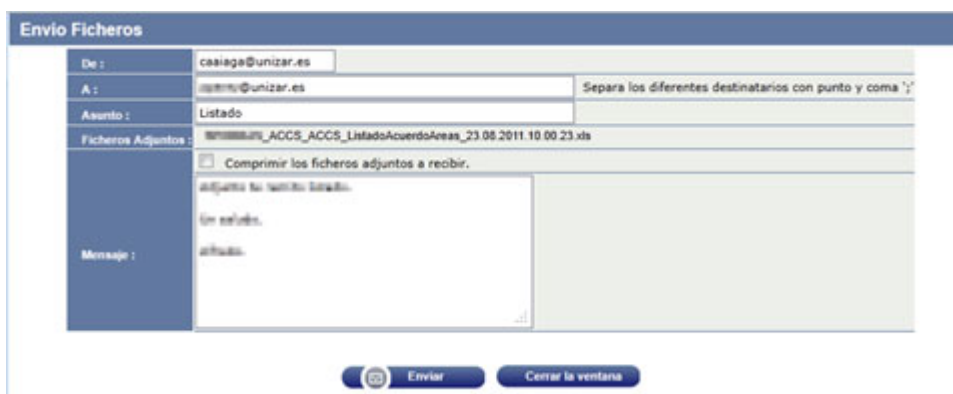 Envio Ficheros
De : caaiaga@unizar.es
A : @unizar.es Separa los diferentes destinatarios con punto y coma ';'
Asunto : Listado
Ficheros Adjuntos : _ACCS_ACCS_ListadoAcuerdoAreas_23.08.2011.10.00.23.xls
Comprimir los ficheros adjuntos a recibir.
Mensaje :
Enviar Cerrar la ventana